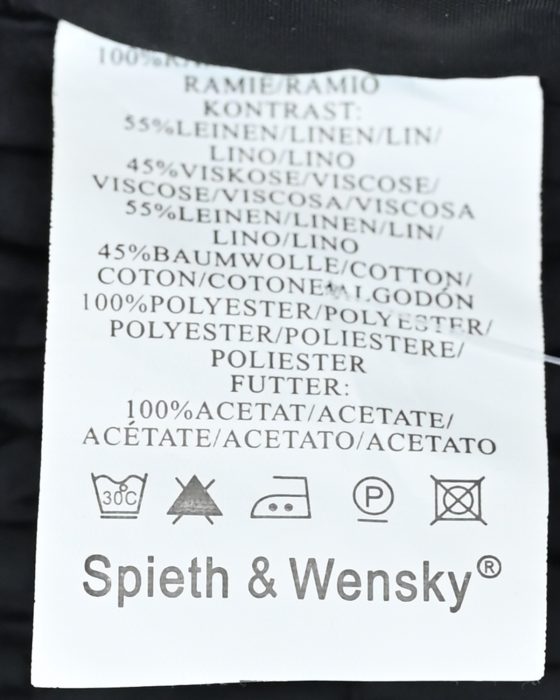 100%
RAMIE/RAMIO
KONTRAST:
55%LEINEN/LINEN/LIN/
LINO/LINO
45%VISKOSE/VISCOSE/
VISCOSE/VISCOSA/VISCOSA
55%LEINEN/LINEN/LIN/
LINO/LINO
45%BAUMWOLLE/COTTON/
COTON/COTONE/ALGODÓN
100%POLYESTER/POLYESTER/
POLYESTER/POLIESTERE/
POLIESTER
FUTTER:
100%ACETAT/ACETATE/
ACÉTATE/ACETATO/ACETATO
30C P
Spieth & Wensky®